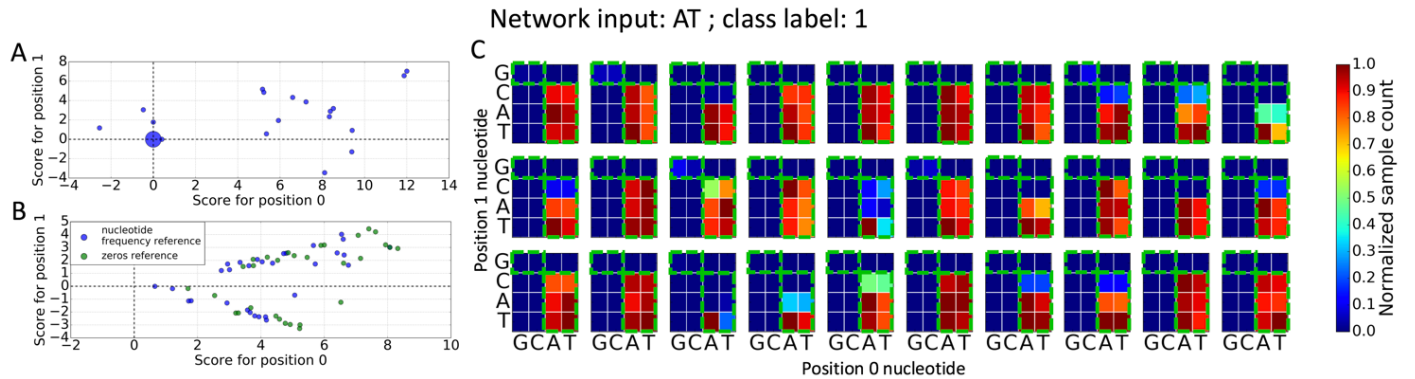 Network input: AT ; class label: 1
A
Score for position 1
8
6
4
2
0
−2
−4
−4 −2 0 2 4 6 8 10 12 14
Score for position 0
B
Score for position 1
5
4
3
2
1
0
−1
−2
−3
−4
nucleotide
frequency reference
zeros reference
−2 0 2 4 6 8 10
Score for position 0
C
Position 1 nucleotide
G
C
A
T
G
C
A
T
G
C
A
T
GCAT GCAT GCAT GCAT GCAT GCAT GCAT GCAT GCAT GCAT
Position 0 nucleotide
1.0
0.9
0.8
0.7
0.6
0.5
0.4
0.3
0.2
0.1
0.0
Normalized sample count